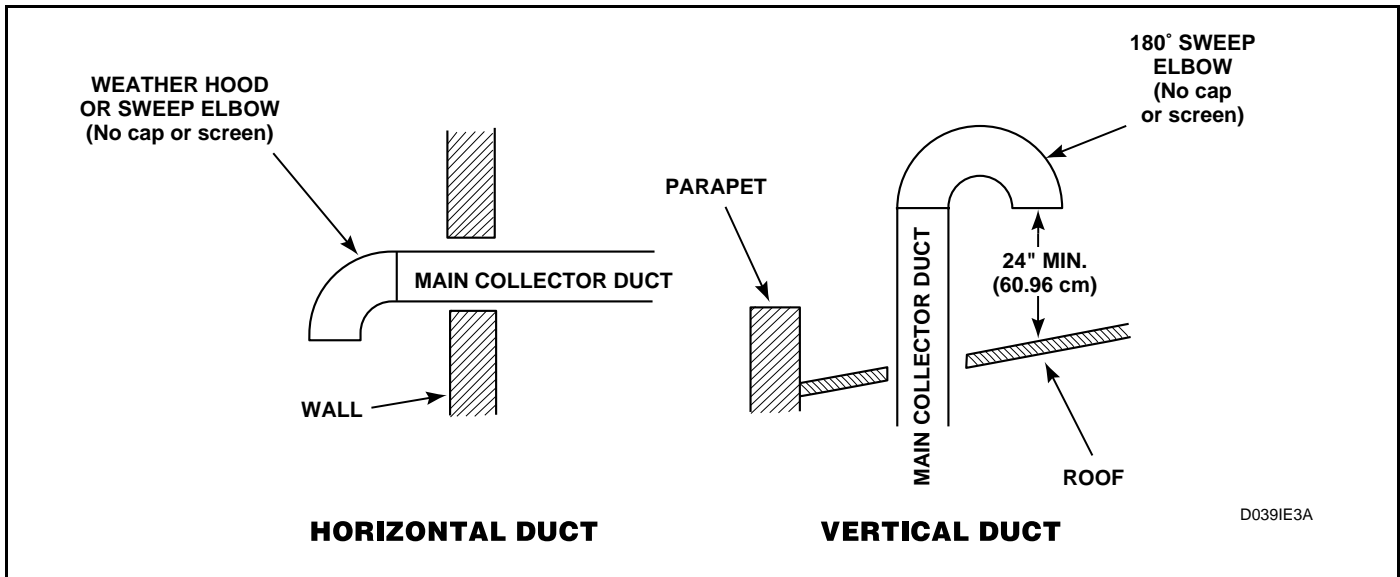 WEATHER HOOD
OR SWEEP ELBOW
(No cap or screen)
MAIN COLLECTOR DUCT
WALL
HORIZONTAL DUCT
180˚ SWEEP
ELBOW
(No cap
or screen)
PARAPET
MAIN COLLECTOR DUCT
24" MIN.
(60.96 cm)
ROOF
VERTICAL DUCT
D039IE3A